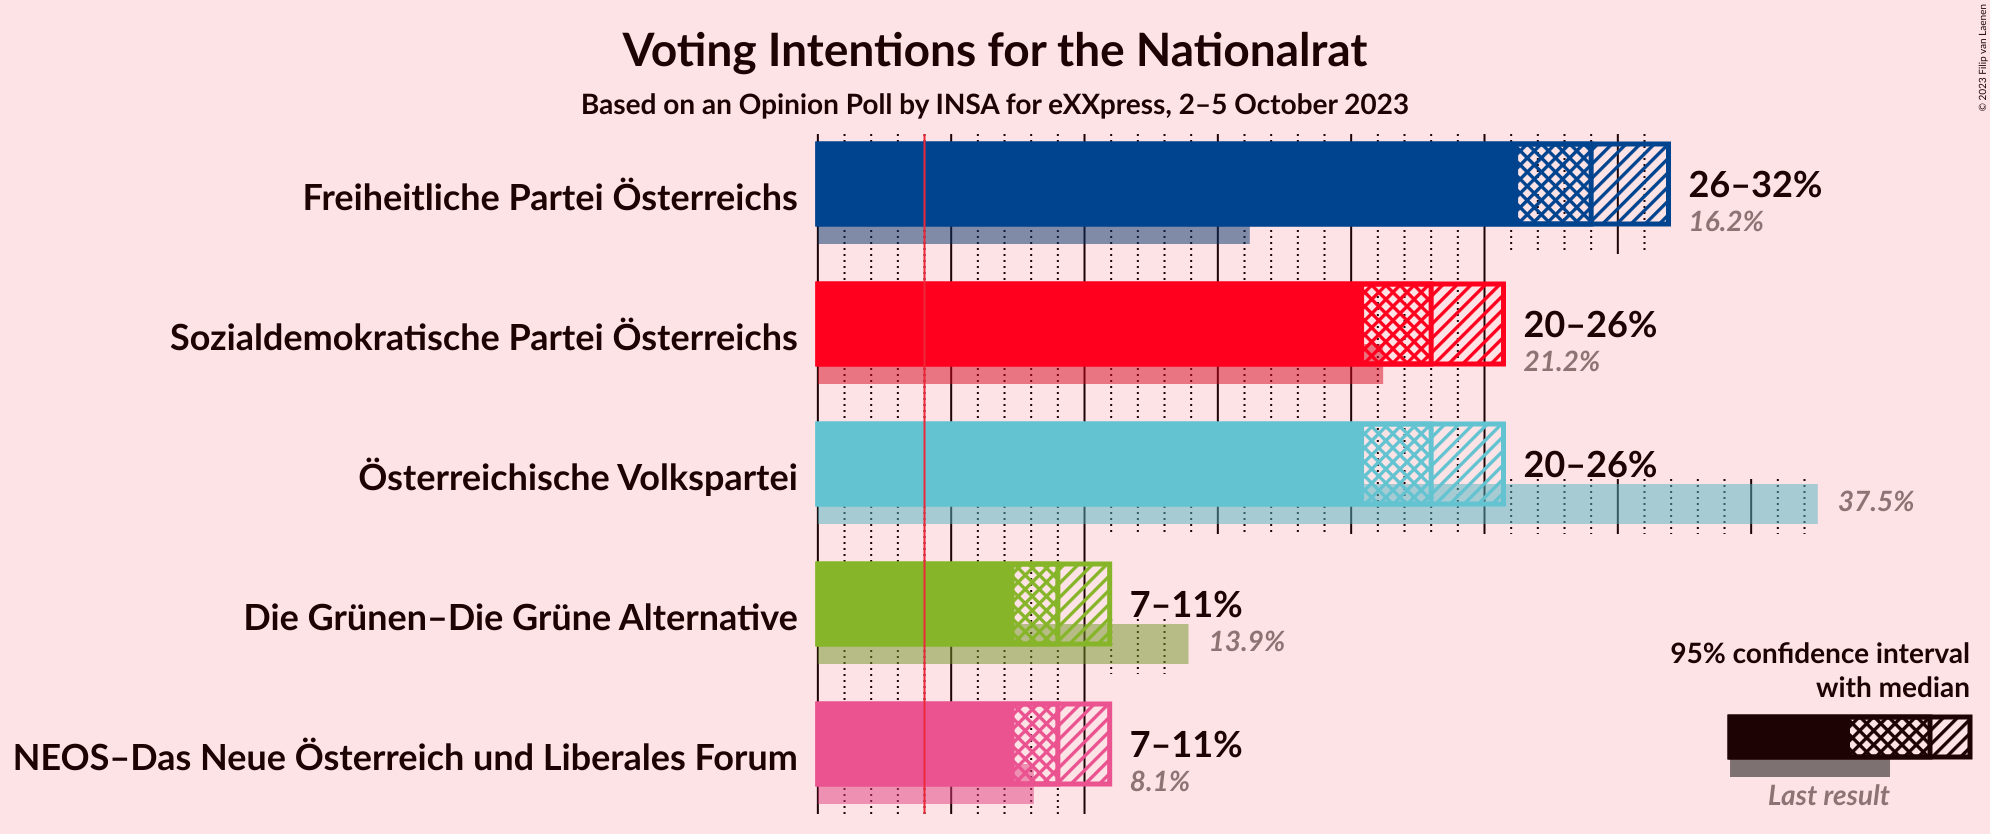 Voting Intentions for the Nationalrat
Based on an Opinion Poll by INSA for eXXpress, 2–5 October 2023
© 2023 Filip van Laenen
Freiheitliche Partei Österreichs
26–32%
16.2%
Sozialdemokratische Partei Österreichs
20–26%
21.2%
Österreichische Volkspartei
20–26%
37.5%
Die Grünen–Die Grüne Alternative
7–11%
13.9%
NEOS–Das Neue Österreich und Liberales Forum
7–11%
8.1%
95% confidence interval
with median
Last result